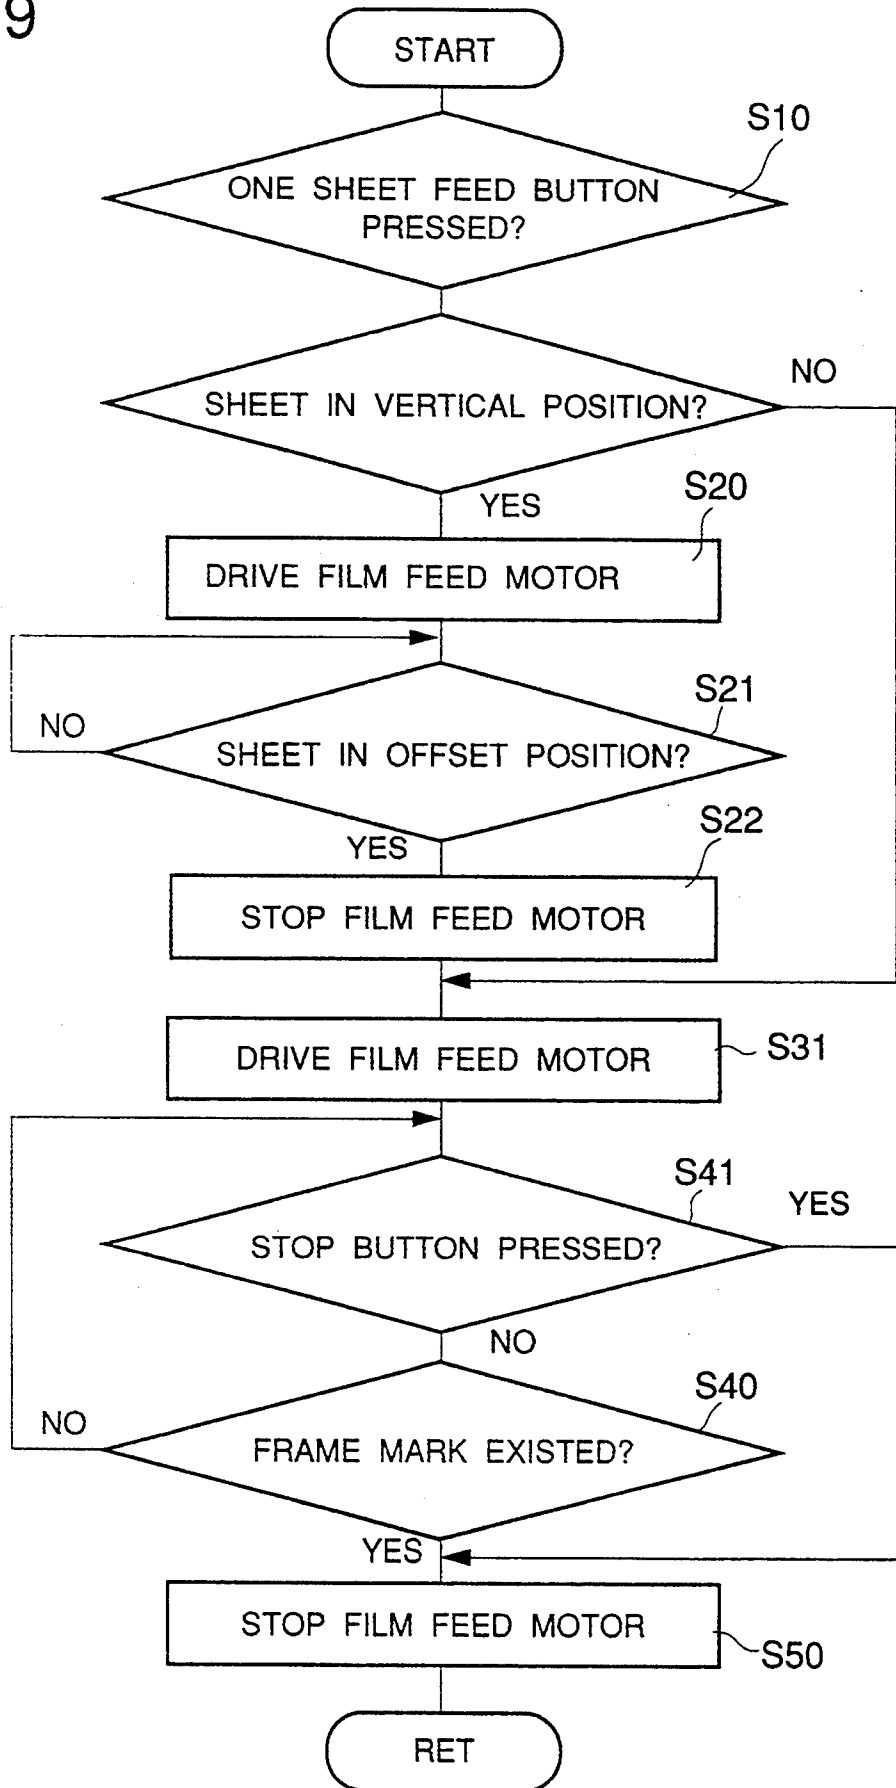 9
START
S10
ONE SHEET FEED BUTTON
PRESSED?
NO
SHEET IN VERTICAL POSITION?
YES
S20
DRIVE FILM FEED MOTOR
S21
NO
SHEET IN OFFSET POSITION?
S22
YES
STOP FILM FEED MOTOR
DRIVE FILM FEED MOTOR
S31
S41
YES
STOP BUTTON PRESSED?
NO
S40
NO
FRAME MARK EXISTED?
YES
STOP FILM FEED MOTOR
S50
RET